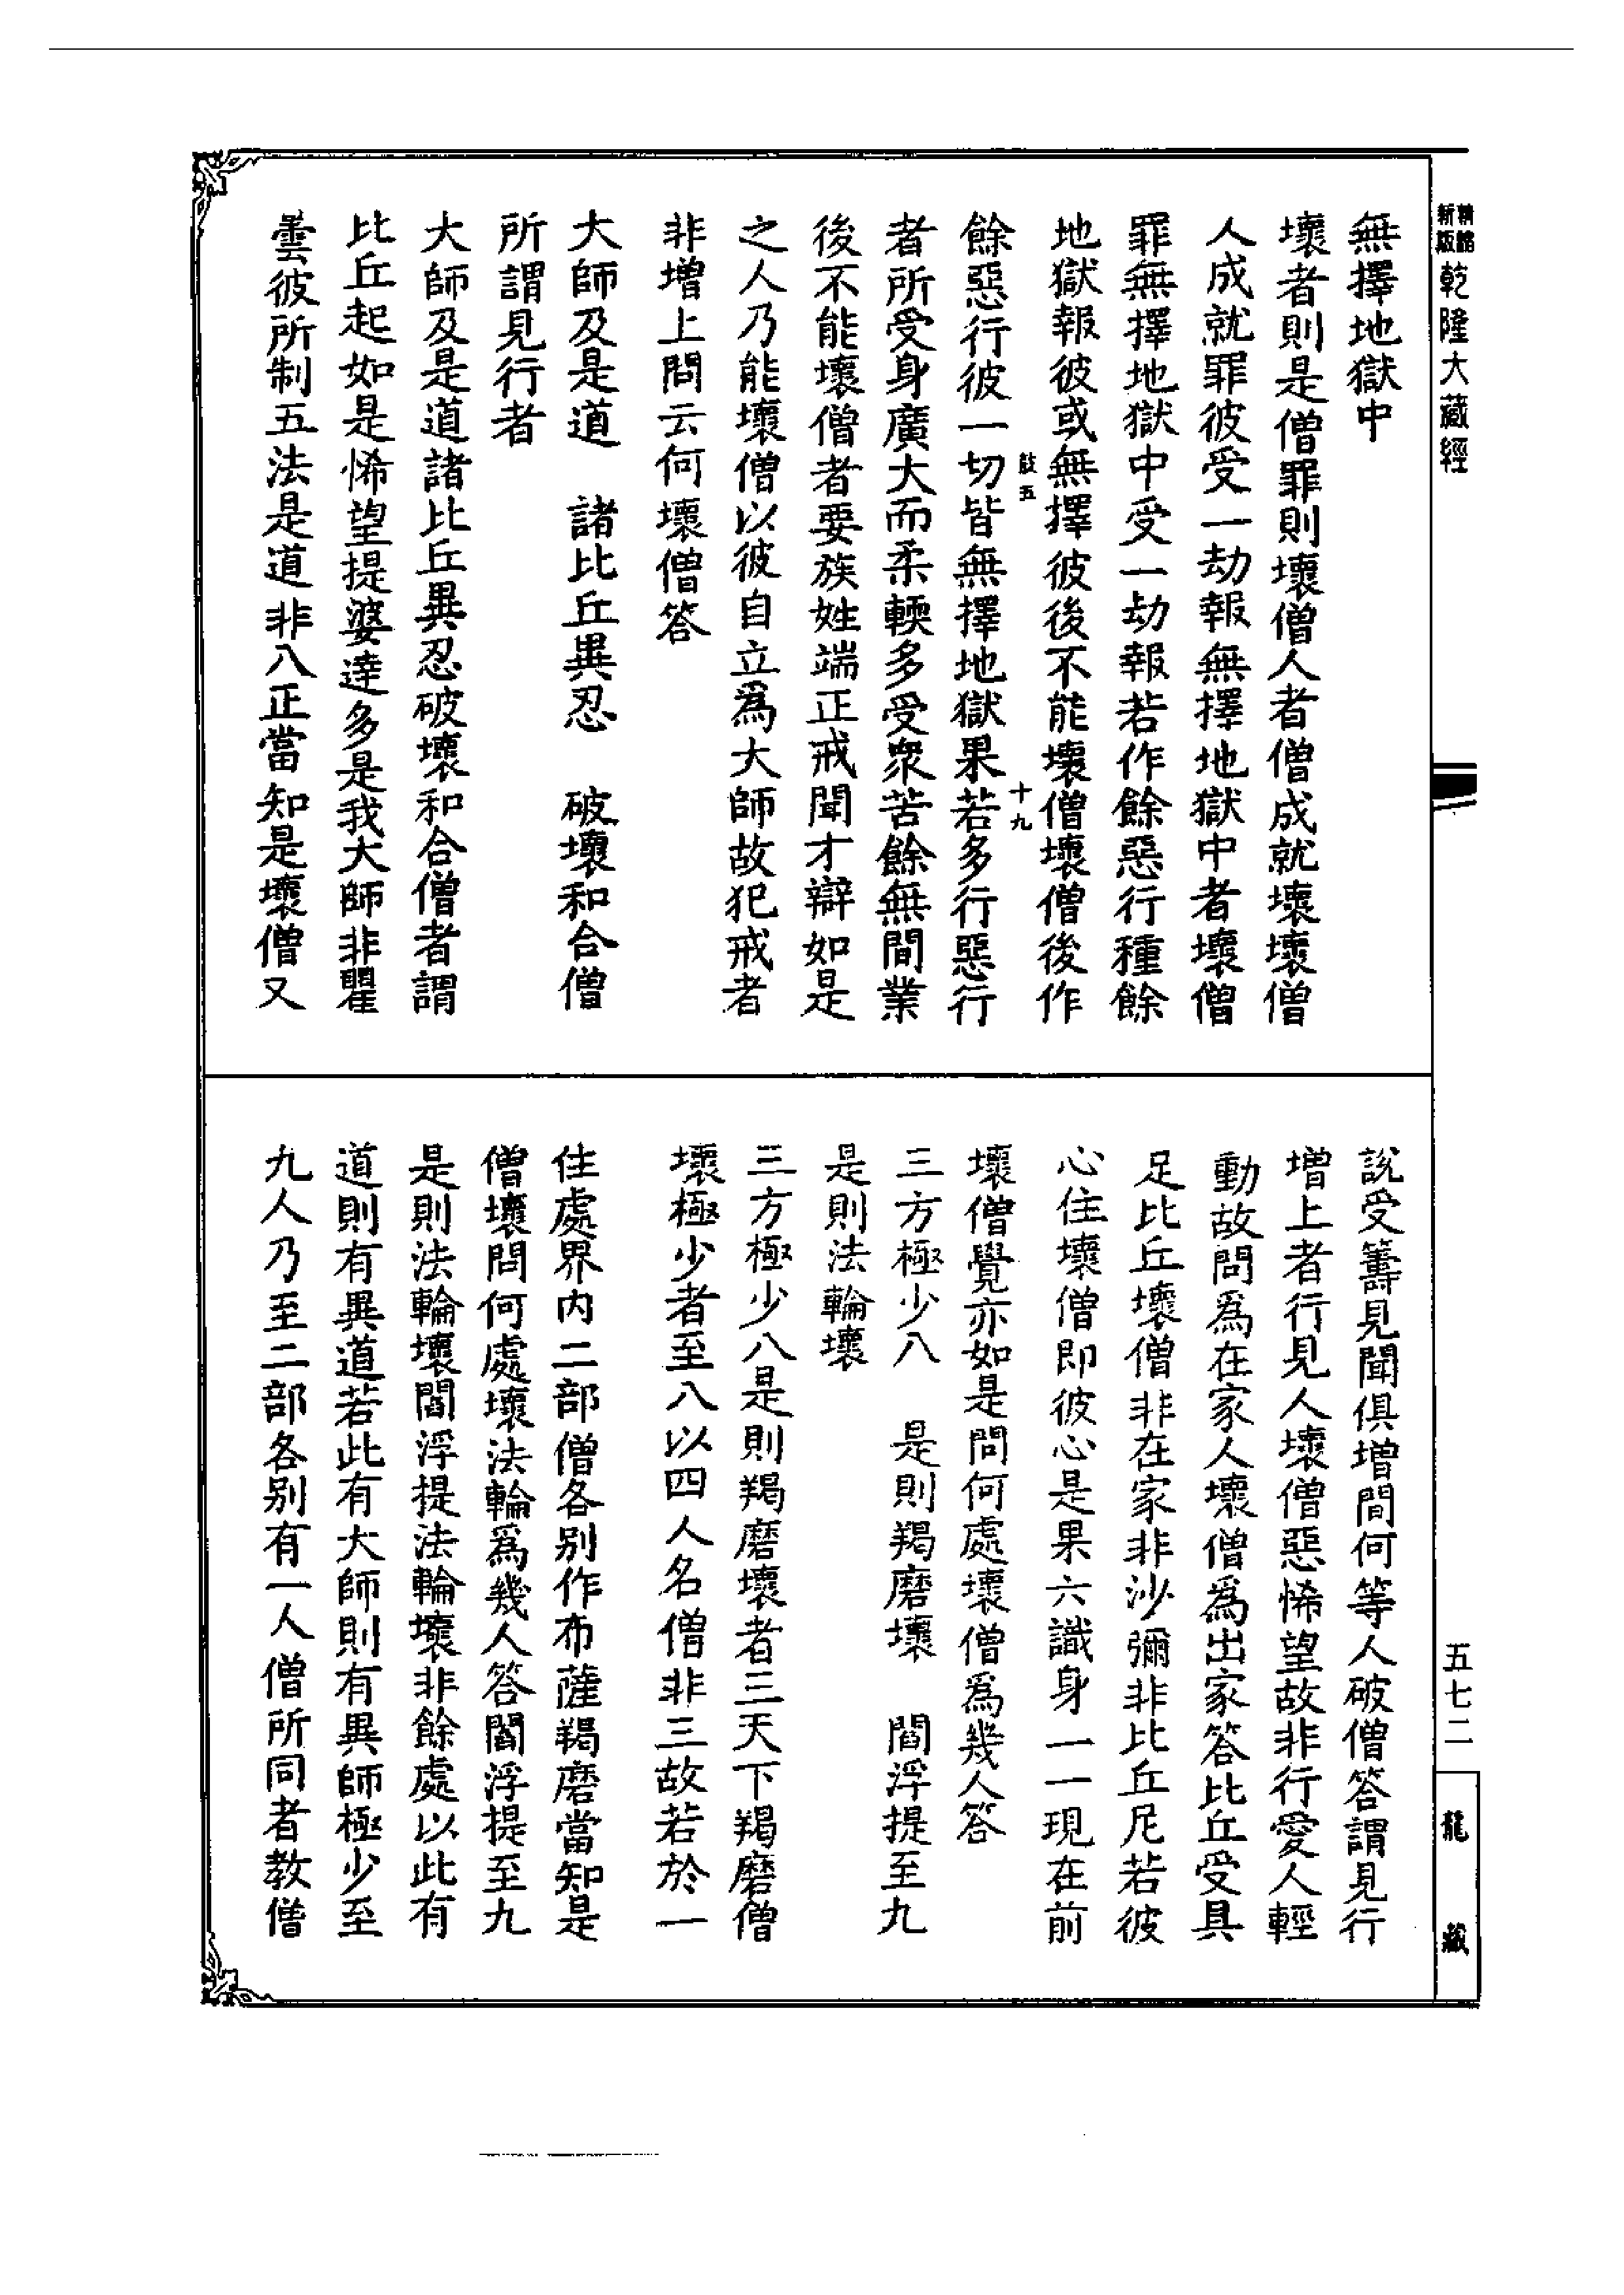 新版
精縮
乾隆大藏經
無擇地獄中
壞者則是僧罪則壞僧人者僧成就壞壞僧
人成就罪彼受一劫報無擇地獄中者壞僧
罪無擇地獄中受一劫報若作餘惡行種餘
地獄報彼或無擇彼後不能壞僧壞僧後作
鼓五
十九
餘惡行彼一切皆無擇地獄果若多行惡行
者所受身廣大而柔輭多受衆苦餘無間業
後不能壞僧者要族姓端正戒聞才辯如是
之人乃能壞僧以彼自立爲大師故犯戒者
非增上問云何壞僧答
大師及是道　諸比丘異忍　破壞和合僧
所謂見行者
大師及是道諸比丘異忍破壞和合僧者謂
比丘起如是悕望提婆達多是我大師非瞿
曇彼所制五法是道非八正當知是壞僧又
說受籌見聞俱增問何等人破僧答謂見行
增上者行見人壞僧惡悕望故非行愛人輕
動故問爲在家人壞僧爲出家答比丘受具
足比丘壞僧非在家非沙彌非比丘尼若彼
心住壞僧即彼心是果六識身一一現在前
壞僧覺亦如是問何處壞僧爲幾人答
三方極少八　是則羯磨壞　閻浮提至九
是則法輪壞
三方極少八是則羯磨壞者三天下羯磨僧
壞極少者至八以四人名僧非三故若於一
住處界內二部僧各別作布薩羯磨當知是
僧壞問何處壞法輪爲幾人答閻浮提至九
是則法輪壞閻浮提法輪壞非餘處以此有
道則有異道若此有大師則有異師極少至
九人乃至二部各別有一人僧所同者教僧
五七二
龍藏